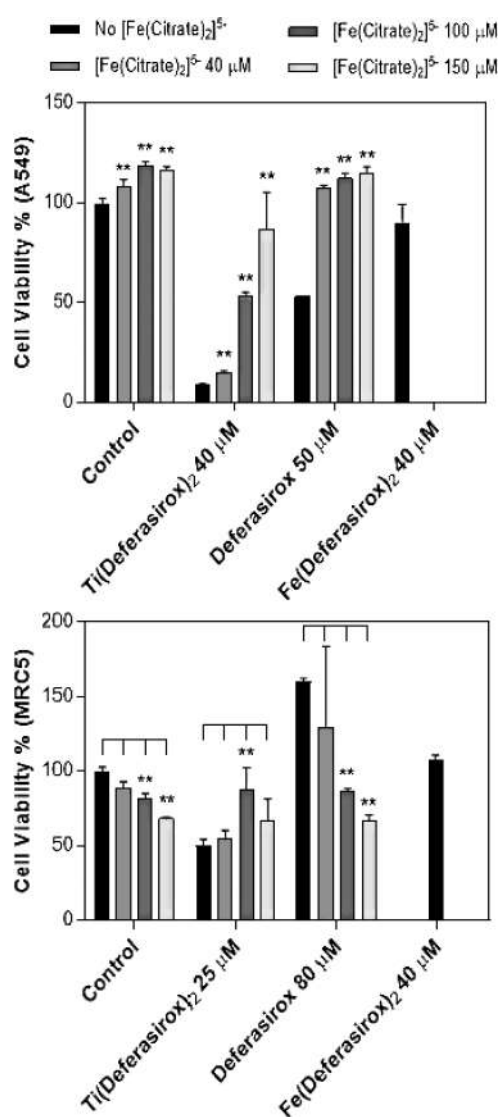 No [Fe(Citrate)₂]⁵⁻ [Fe(Citrate)₂]⁵⁻ 100 μM
[Fe(Citrate)₂]⁵⁻ 40 μM [Fe(Citrate)₂]⁵⁻ 150 μM
Cell Viability % (A549)
150
100
50
0
** ** **
** ** **
** ** **
Control
Ti(Deferasirox)₂ 40 μM
Deferasirox 50 μM
Fe(Deferasirox)₂ 40 μM
Cell Viability % (MRC5)
200
150
100
50
0
** **
**
** **
Control
Ti(Deferasirox)₂ 25 μM
Deferasirox 80 μM
Fe(Deferasirox)₂ 40 μM